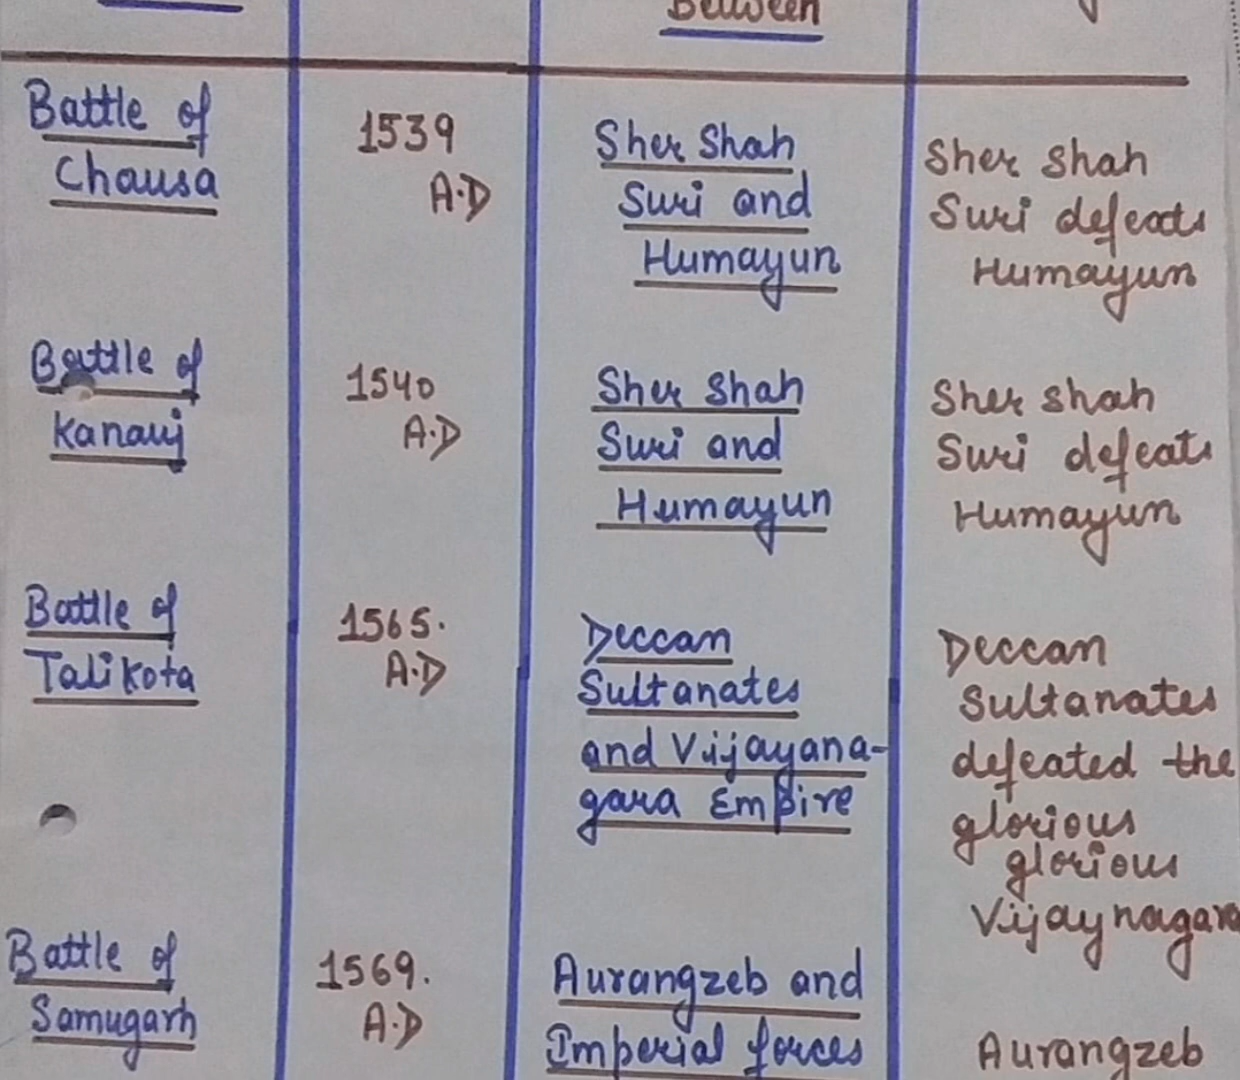 Between
Battle of
Chausa
1539
A.D
Sher Shah
Suri and
Humayun
Sher Shah
Suri defeats
Humayun
Battle of
Kanauj
1540
A.D
Sher Shah
Suri and
Humayun
Sher Shah
Suri defeats
Humayun
Battle of
Talikota
1565.
A.D
Deccan
Sultanates
and Vijayana-
gara Empire
Deccan
Sultanates
defeated the
glorious
glorious
Vijaynagara
Battle of
Samugarh
1569.
A.D
Aurangzeb and
Imperial forces
Aurangzeb